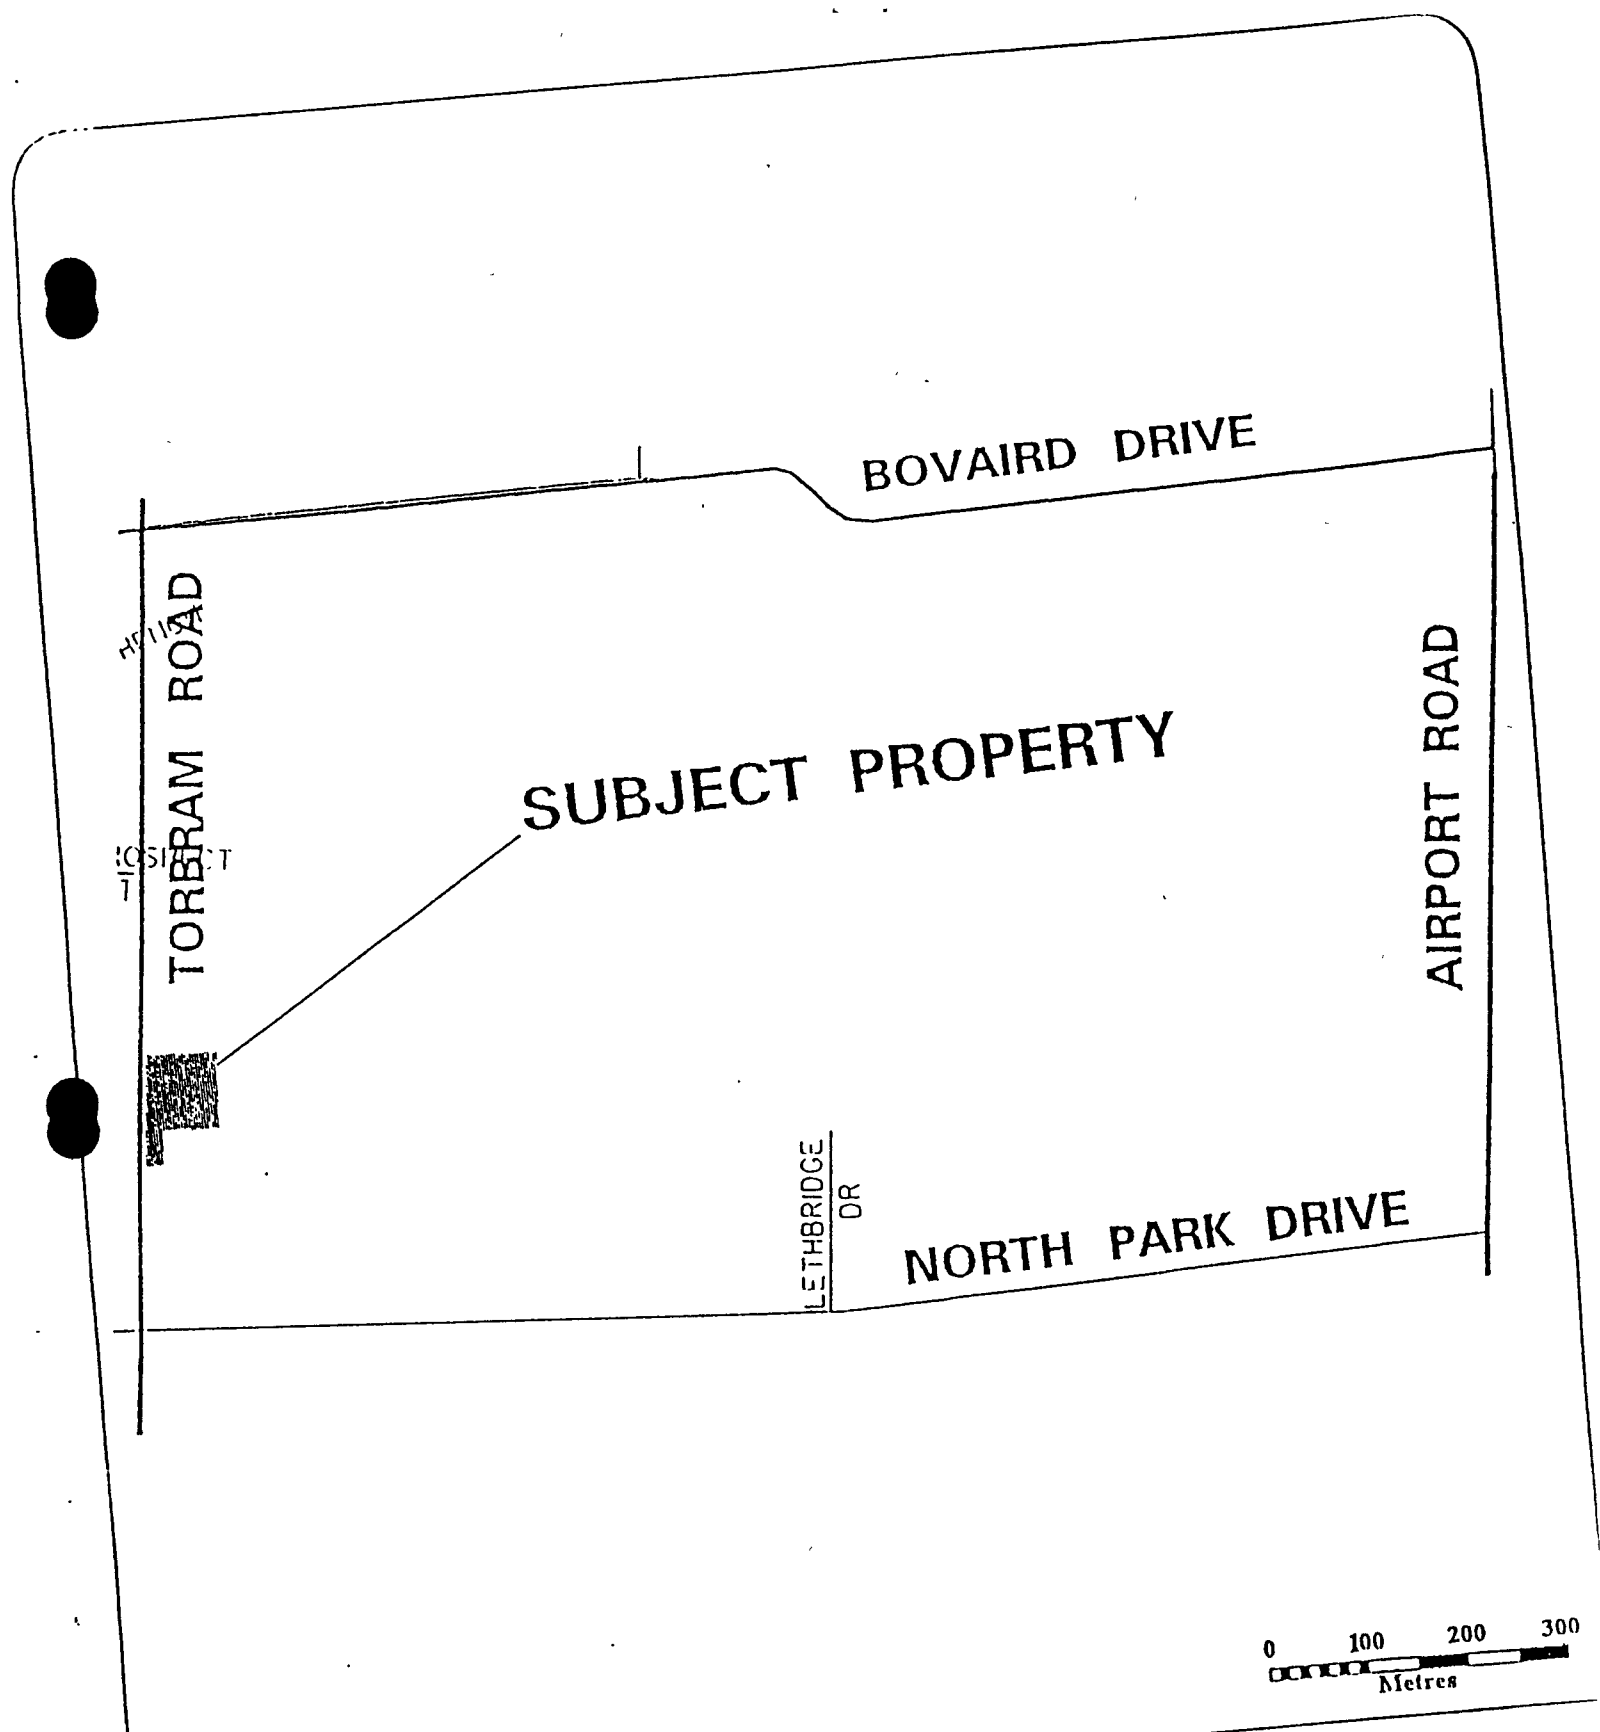 BOVAIRD DRIVE
TORBRAM ROAD
SUBJECT PROPERTY
AIRPORT ROAD
LETHBRIDGE
DR
NORTH PARK DRIVE
0 100 200 300
Metres